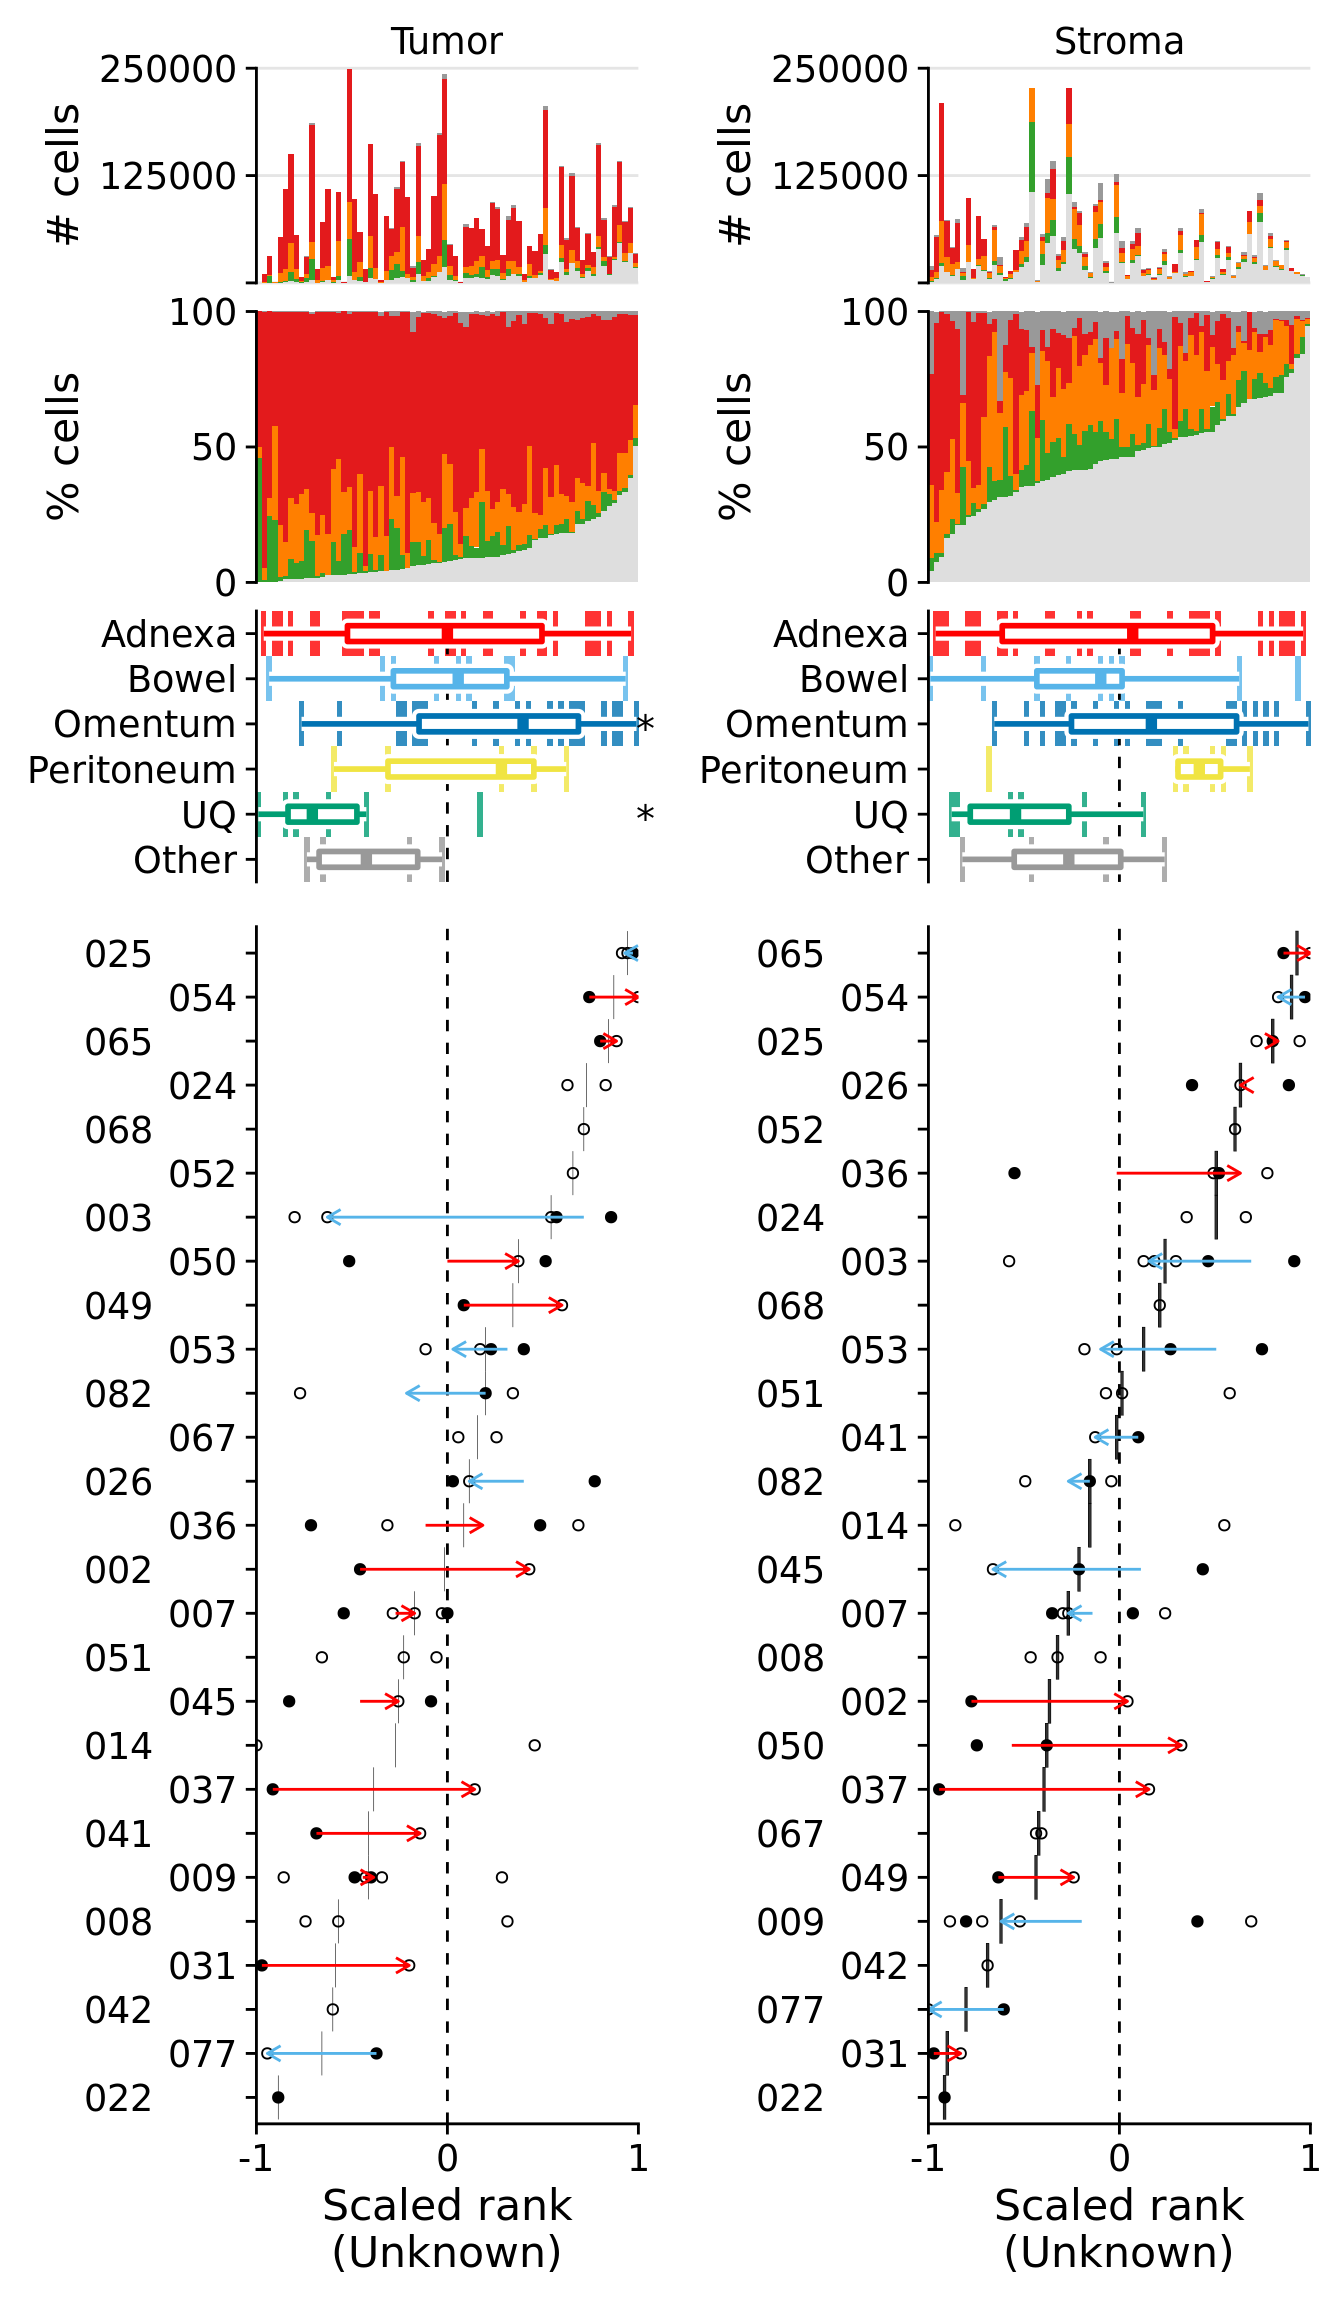 Tumor
Stroma
250000
125000
# cells
250000
125000
# cells
100
50
0
% cells
100
50
0
% cells
Adnexa
Bowel
Omentum *
Peritoneum
UQ *
Other
Adnexa
Bowel
Omentum
Peritoneum
UQ
Other
025
054
065
024
068
052
003
050
049
053
082
067
026
036
002
007
051
045
014
037
041
009
008
031
042
077
022
-1 0 1
Scaled rank
(Unknown)
065
054
025
026
052
036
024
003
068
053
051
041
082
014
045
007
008
002
050
037
067
049
009
042
077
031
022
-1 0 1
Scaled rank
(Unknown)